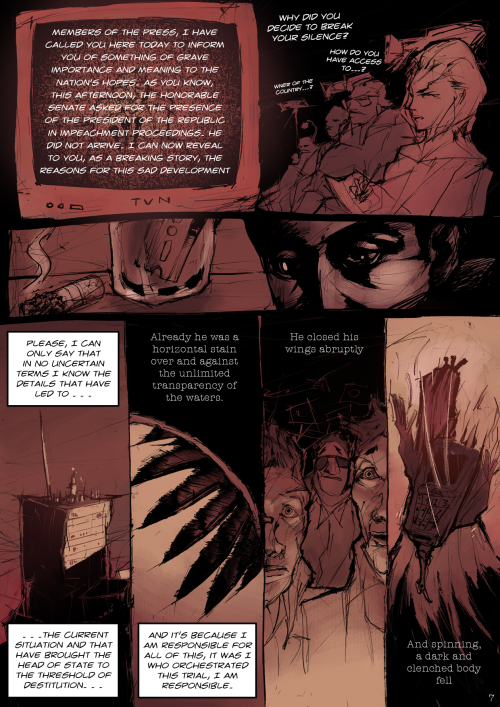 MEMBERS OF THE PRESS, I HAVE
CALLED YOU HERE TODAY TO INFORM
YOU OF SOMETHING OF GRAVE
IMPORTANCE AND MEANING TO THE
NATION'S HOPES. AS YOU KNOW,
THIS AFTERNOON, THE HONORABLE
SENATE ASKED FOR THE PRESENCE
OF THE PRESIDENT OF THE REPUBLIC
IN IMPEACHMENT PROCEEDINGS. HE
DID NOT ARRIVE. I CAN NOW REVEAL
TO YOU, AS A BREAKING STORY, THE
REASONS FOR THIS SAD DEVELOPMENT
TVN
WHY DID YOU
DECIDE TO BREAK
YOUR SILENCE?
HOW DO YOU
HAVE ACCESS
TO...?
OF THE
COUNTRY...?
PLEASE, I CAN
ONLY SAY THAT
IN NO UNCERTAIN
TERMS I KNOW THE
DETAILS THAT HAVE
LED TO . . .
. . .THE CURRENT
SITUATION AND THAT
HAVE BROUGHT THE
HEAD OF STATE TO
THE THRESHOLD OF
DESTITUTION. . .
Already he was a
horizontal stain
over and against
the unlimited
transparency of
the waters.
AND IT'S BECAUSE I
AM RESPONSIBLE FOR
ALL OF THIS, IT WAS I
WHO ORCHESTRATED
THIS TRIAL, I AM
RESPONSIBLE.
He closed his
wings abruptly
And spinning,
a dark and
clenched body
fell
7